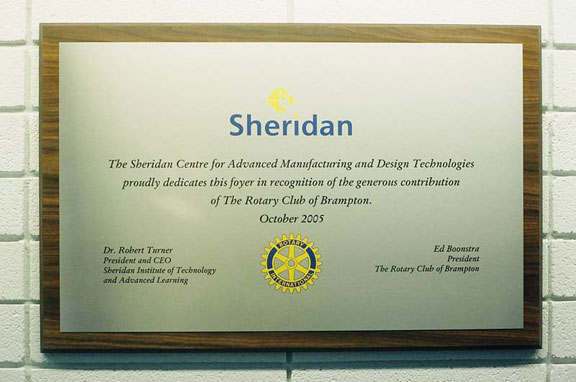 Sheridan
The Sheridan Centre for Advanced Manufacturing and Design Technologies
proudly dedicates this foyer in recognition of the generous contribution
of The Rotary Club of Brampton.
October 2005
Dr. Robert Turner
President and CEO
Sheridan Institute of Technology
and Advanced Learning
ROTARY
INTERNATIONAL
Ed Boonstra
President
The Rotary Club of Brampton